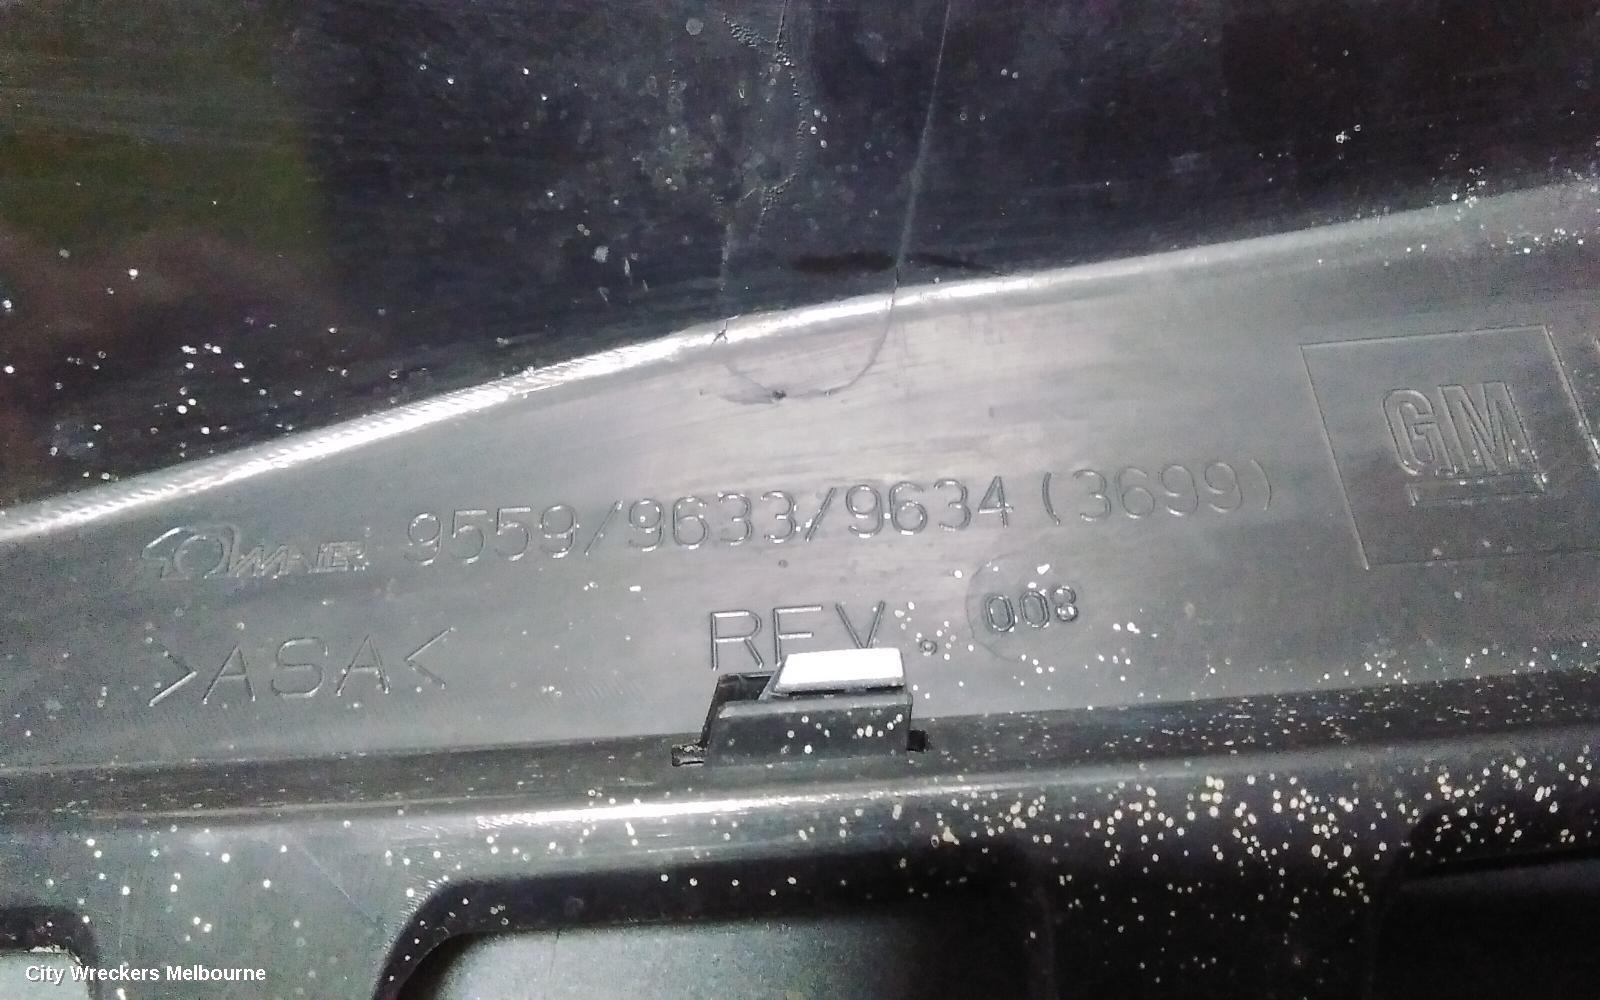 9559/9633/9634 (3699)
GM
>ASA<
REV. 008
City Wreckers Melbourne